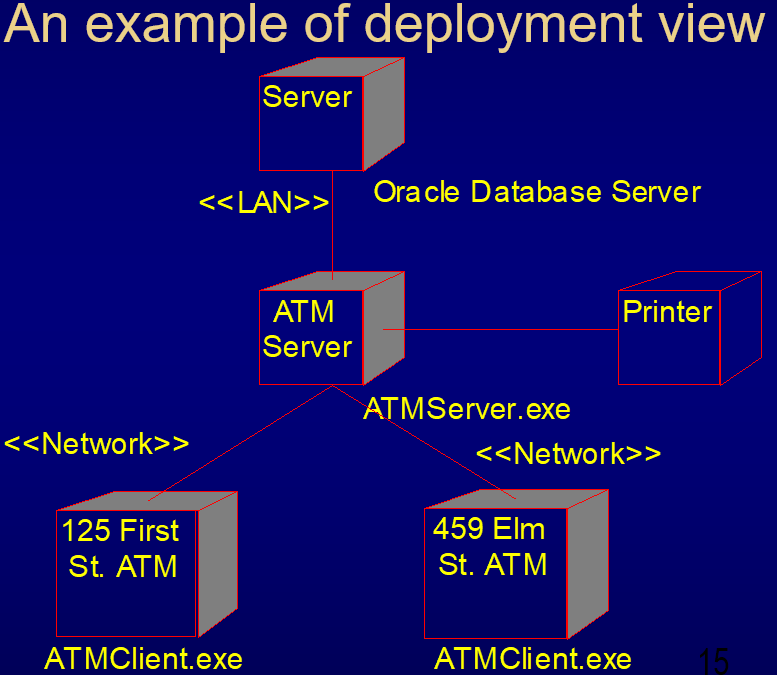 An example of deployment view
Server
<<LAN>>
Oracle Database Server
ATM
Server
Printer
ATMServer.exe
<<Network>>
<<Network>>
125 First
St. ATM
459 Elm
St. ATM
ATMClient.exe
ATMClient.exe
15